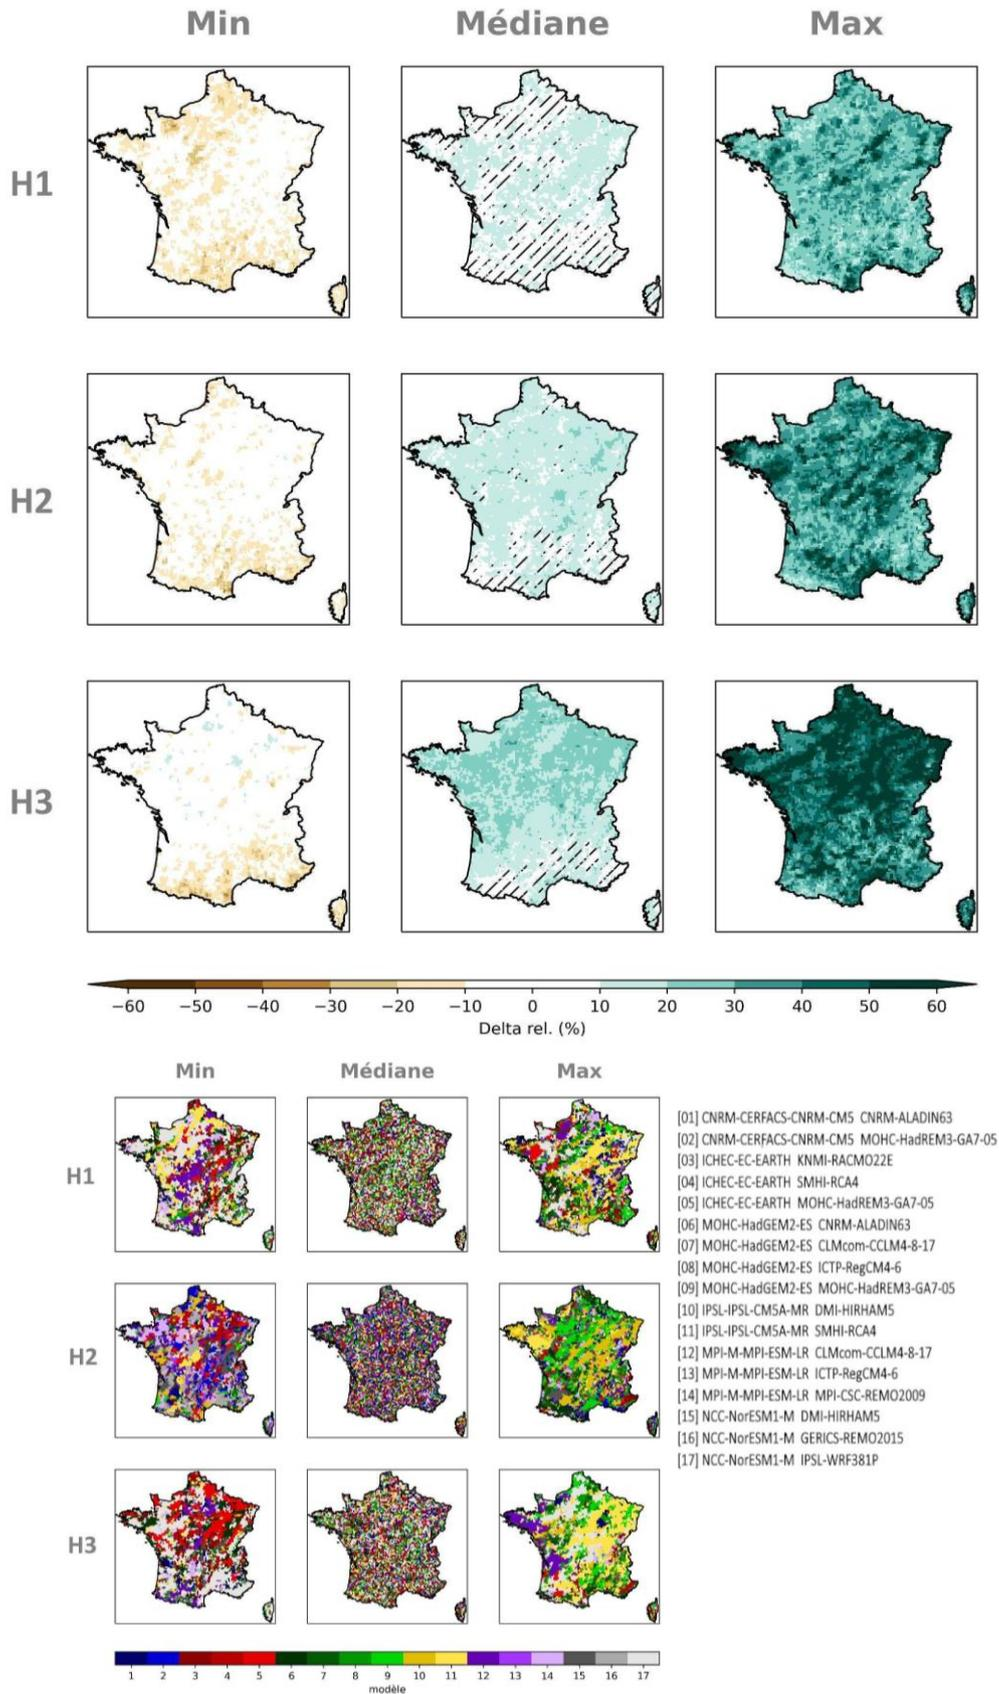 Min Médiane Max
H1
H2
H3
−60 −50 −40 −30 −20 −10 0 10 20 30 40 50 60
Delta rel. (%)
Min Médiane Max
H1
H2
H3
[01] CNRM-CERFACS-CNRM-CM5 CNRM-ALADIN63
[02] CNRM-CERFACS-CNRM-CM5 MOHC-HadREM3-GA7-05
[03] ICHEC-EC-EARTH KNMI-RACMO22E
[04] ICHEC-EC-EARTH SMHI-RCA4
[05] ICHEC-EC-EARTH MOHC-HadREM3-GA7-05
[06] MOHC-HadGEM2-ES CNRM-ALADIN63
[07] MOHC-HadGEM2-ES CLMcom-CCLM4-8-17
[08] MOHC-HadGEM2-ES ICTP-RegCM4-6
[09] MOHC-HadGEM2-ES MOHC-HadREM3-GA7-05
[10] IPSL-IPSL-CM5A-MR DMI-HIRHAM5
[11] IPSL-IPSL-CM5A-MR SMHI-RCA4
[12] MPI-M-MPI-ESM-LR CLMcom-CCLM4-8-17
[13] MPI-M-MPI-ESM-LR ICTP-RegCM4-6
[14] MPI-M-MPI-ESM-LR MPI-CSC-REMO2009
[15] NCC-NorESM1-M DMI-HIRHAM5
[16] NCC-NorESM1-M GERICS-REMO2015
[17] NCC-NorESM1-M IPSL-WRF381P
1 2 3 4 5 6 7 8 9 10 11 12 13 14 15 16 17
modèle